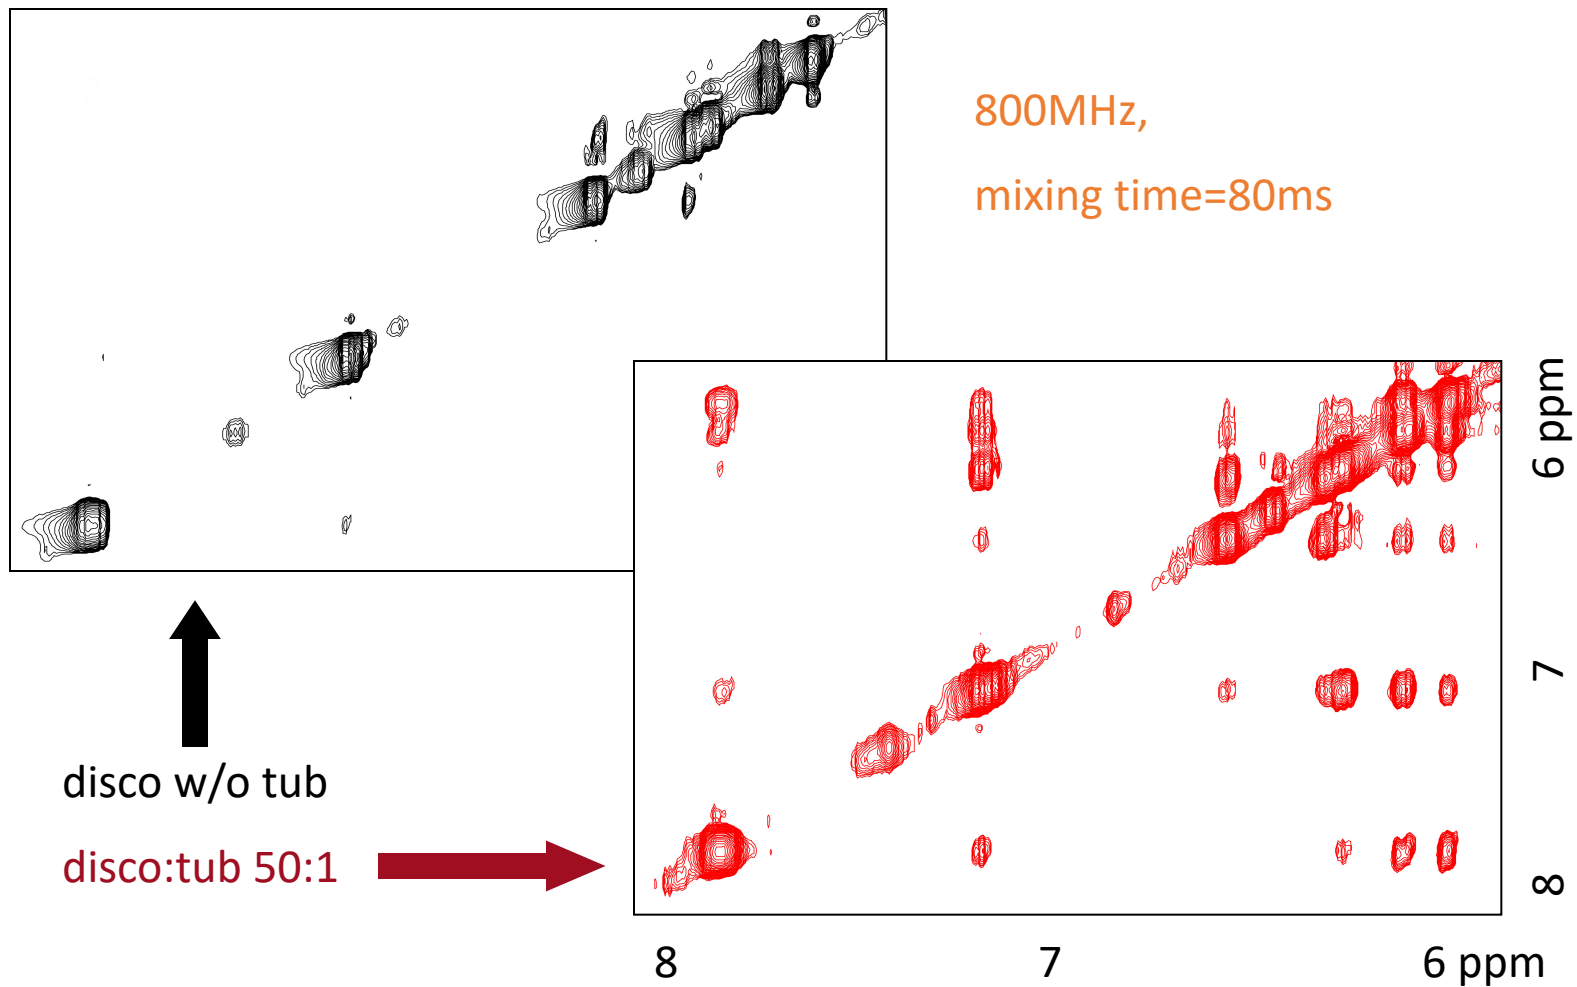 800MHz,
mixing time=80ms
disco w/o tub
disco:tub 50:1
6 ppm
7
8
8
7
6 ppm